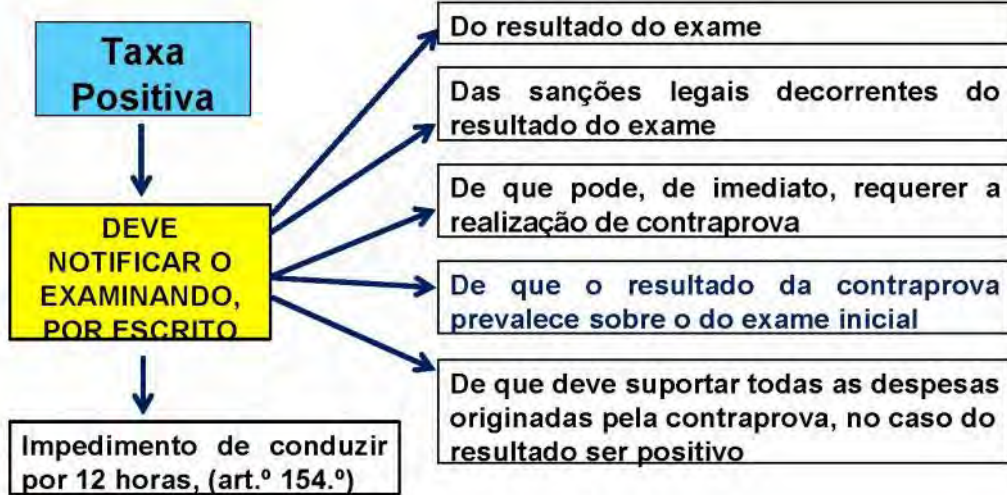 Taxa
Positiva
DEVE
NOTIFICAR O
EXAMINANDO,
POR ESCRITO
Impedimento de conduzir
por 12 horas, (art.º 154.º)
Do resultado do exame
Das sanções legais decorrentes do
resultado do exame
De que pode, de imediato, requerer a
realização de contraprova
De que o resultado da contraprova
prevalece sobre o do exame inicial
De que deve suportar todas as despesas
originadas pela contraprova, no caso do
resultado ser positivo